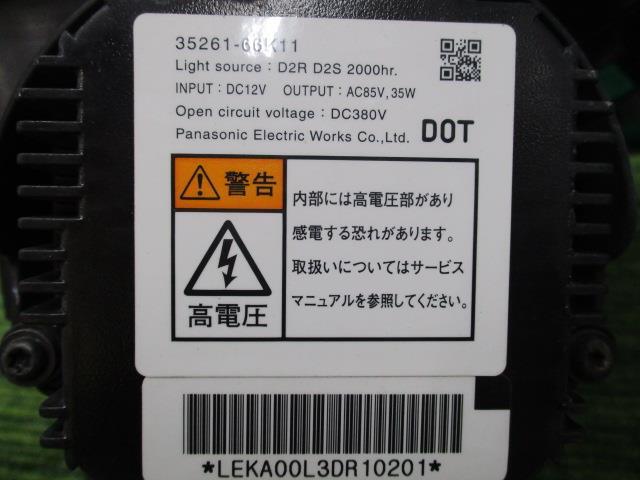 35261-66K11
Light source : D2R D2S 2000hr.
INPUT : DC12V OUTPUT : AC85V, 35W
Open circuit voltage : DC380V
Panasonic Electric Works Co.,Ltd. DOT
警告
高電圧
内部には高電圧部があり
感電する恐れがあります。
取扱いについてはサービス
マニュアルを参照してください。
*LEKA00L3DR10201*